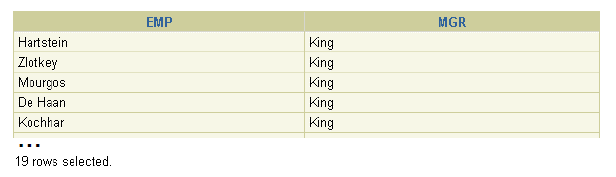 EMP MGR
Hartstein King
Zlotkey King
Mourgos King
De Haan King
Kochhar King
...
19 rows selected.